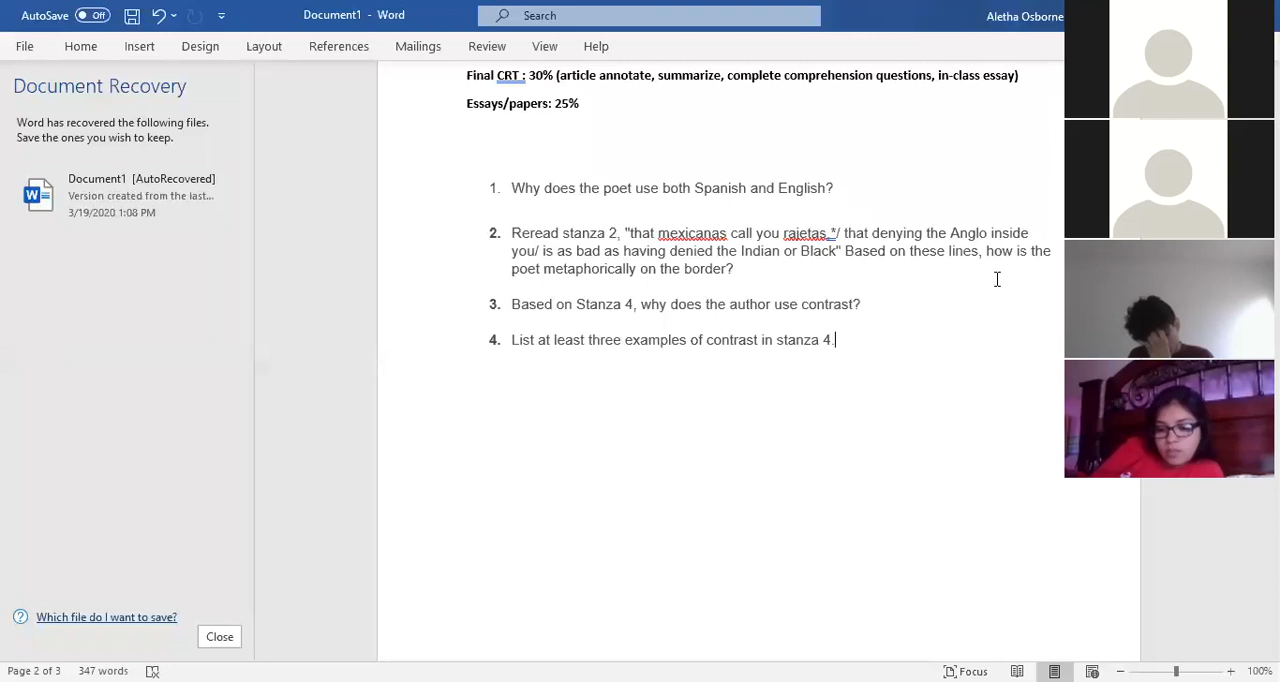 AutoSave Off Document1 - Word Search Aletha Osborne
File Home Insert Design Layout References Mailings Review View Help
Document Recovery
Word has recovered the following files.
Save the ones you wish to keep.
Document1 [AutoRecovered]
Version created from the last...
3/19/2020 1:08 PM
Final CRT : 30% (article annotate, summarize, complete comprehension questions, in-class essay)
Essays/papers: 25%
1. Why does the poet use both Spanish and English?
2. Reread stanza 2, "that mexicanas call you rajetas,*/ that denying the Anglo inside
you/ is as bad as having denied the Indian or Black" Based on these lines, how is the
poet metaphorically on the border?
3. Based on Stanza 4, why does the author use contrast?
4. List at least three examples of contrast in stanza 4.
Which file do I want to save?
Close
Page 2 of 3 347 words Focus 100%